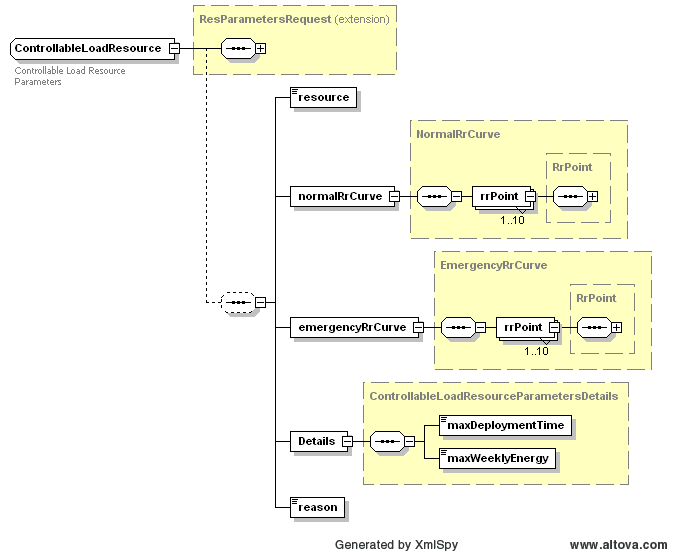 ResParametersRequest (extension)
ControllableLoadResource
Controllable Load Resource
Parameters
resource
NormalRrCurve
RrPoint
normalRrCurve
rrPoint
1..10
EmergencyRrCurve
RrPoint
emergencyRrCurve
rrPoint
1..10
ControllableLoadResourceParametersDetails
maxDeploymentTime
Details
maxWeeklyEnergy
reason
Generated by XmlSpy
www.altova.com